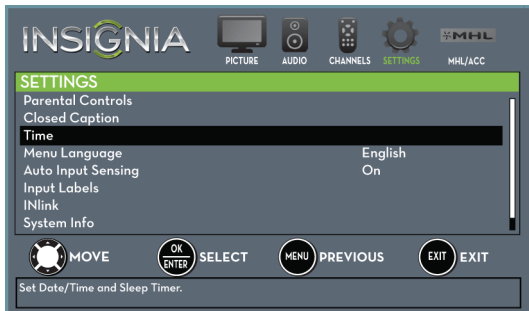 INSIGNIA
PICTURE AUDIO CHANNELS SETTINGS MHL MHL/ACC
SETTINGS
Parental Controls
Closed Caption
Time
Menu Language English
Auto Input Sensing On
Input Labels
INlink
System Info
MOVE OK ENTER SELECT MENU PREVIOUS EXIT EXIT
Set Date/Time and Sleep Timer.